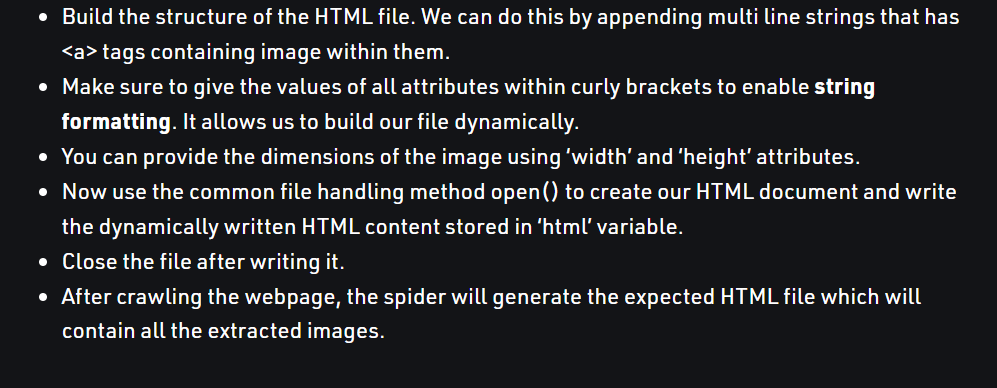 • Build the structure of the HTML file. We can do this by appending multi line strings that has
<a> tags containing image within them.
• Make sure to give the values of all attributes within curly brackets to enable string
formatting. It allows us to build our file dynamically.
• You can provide the dimensions of the image using ‘width’ and ‘height’ attributes.
• Now use the common file handling method open() to create our HTML document and write
the dynamically written HTML content stored in ‘html’ variable.
• Close the file after writing it.
• After crawling the webpage, the spider will generate the expected HTML file which will
contain all the extracted images.